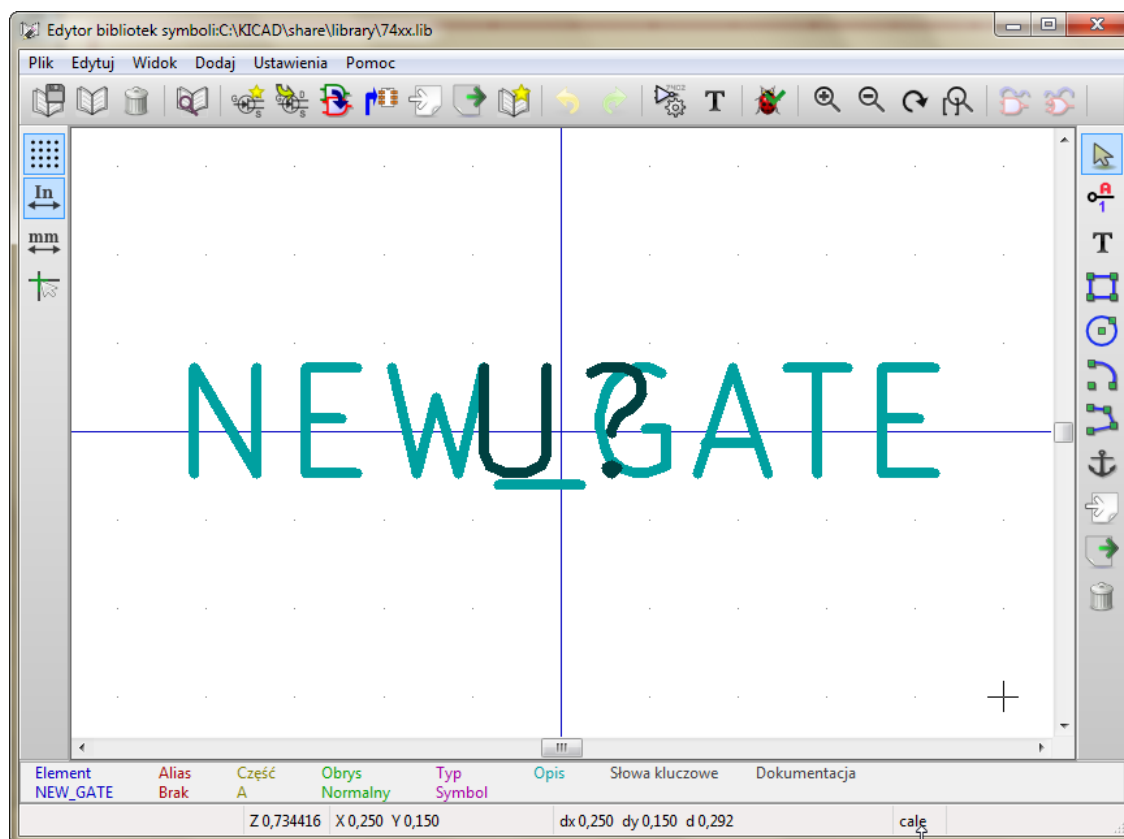 Edytor bibliotek symboli:C:\KICAD\share\library\74xx.lib
Plik Edytuj Widok Dodaj Ustawienia Pomoc
T
In
mm
A
1
T
NEW_GATE
U?
Element Alias Część Obrys Typ Opis Słowa kluczowe Dokumentacja
NEW_GATE Brak A Normalny Symbol
Z 0,734416 X 0,250 Y 0,150 dx 0,250 dy 0,150 d 0,292 cale